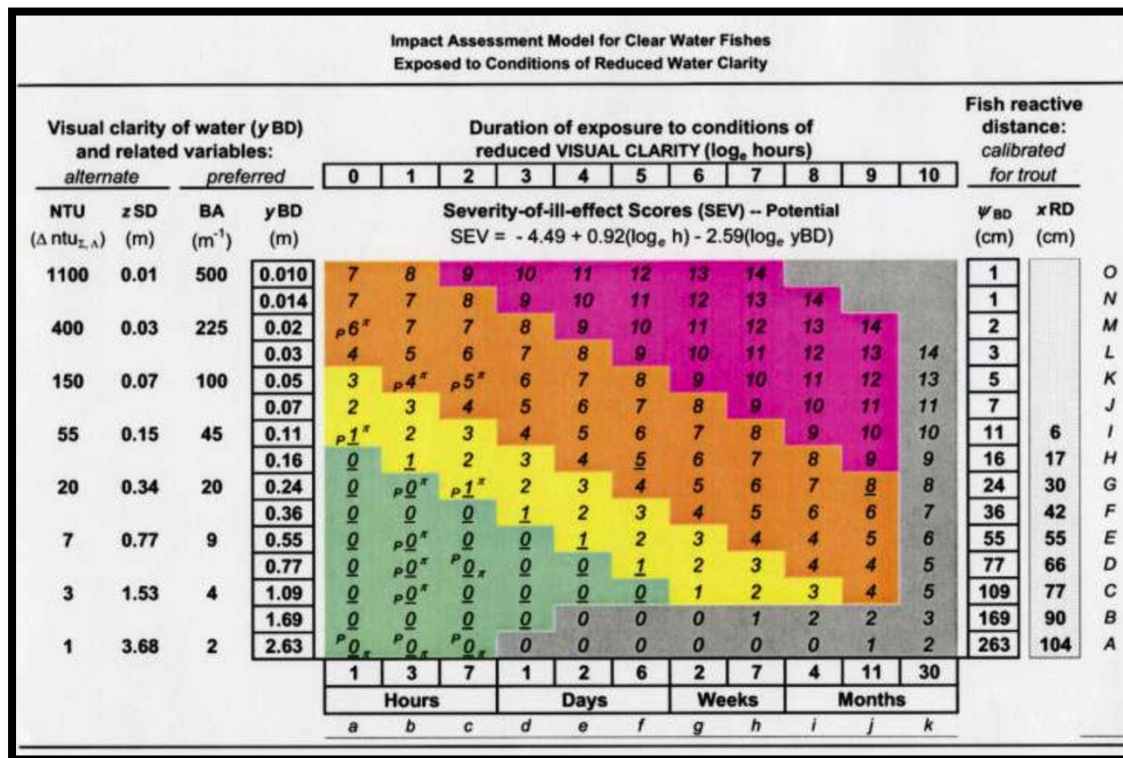 Impact Assessment Model for Clear Water Fishes
Exposed to Conditions of Reduced Water Clarity
Visual clarity of water (y BD) and related variables:
alternate preferred
Duration of exposure to conditions of
reduced VISUAL CLARITY (logₑ hours)
Fish reactive
distance:
calibrated
for trout
0 1 2 3 4 5 6 7 8 9 10
NTU zSD BA yBD
(Δ ntu_Σ,Λ) (m) (m⁻¹) (m)
Severity-of-ill-effect Scores (SEV) -- Potential
SEV = - 4.49 + 0.92(logₑ h) - 2.59(logₑ yBD)
ψ_BD xRD
(cm) (cm)
1100 0.01 500 0.010 7 8 9 10 11 12 13 14 1 O
0.014 7 7 8 9 10 11 12 13 14 1 N
400 0.03 225 0.02 P6π 7 7 8 9 10 11 12 13 14 2 M
0.03 4 5 6 7 8 9 10 11 12 13 14 3 L
150 0.07 100 0.05 3 P4π P5π 6 7 8 9 10 11 12 13 5 K
0.07 2 3 4 5 6 7 8 9 10 11 11 7 J
55 0.15 45 0.11 P1π 2 3 4 5 6 7 8 9 10 10 11 6 I
0.16 0 1 2 3 4 5 6 7 8 9 9 16 17 H
20 0.34 20 0.24 0 P0π P1π 2 3 4 5 6 7 8 8 24 30 G
0.36 0 0 0 1 2 3 4 5 6 6 7 36 42 F
7 0.77 9 0.55 0 P0π 0 0 1 2 3 4 4 5 6 55 55 E
0.77 0 P0π P0π 0 0 1 2 3 4 4 5 77 66 D
3 1.53 4 1.09 0 P0π 0 0 0 0 1 2 3 4 5 109 77 C
1.69 0 0 0 0 0 0 0 1 2 2 3 169 90 B
1 3.68 2 2.63 P0π P0π P0π 0 0 0 0 0 0 1 2 263 104 A
1 3 7 1 2 6 2 7 4 11 30
Hours Days Weeks Months
a b c d e f g h i j k